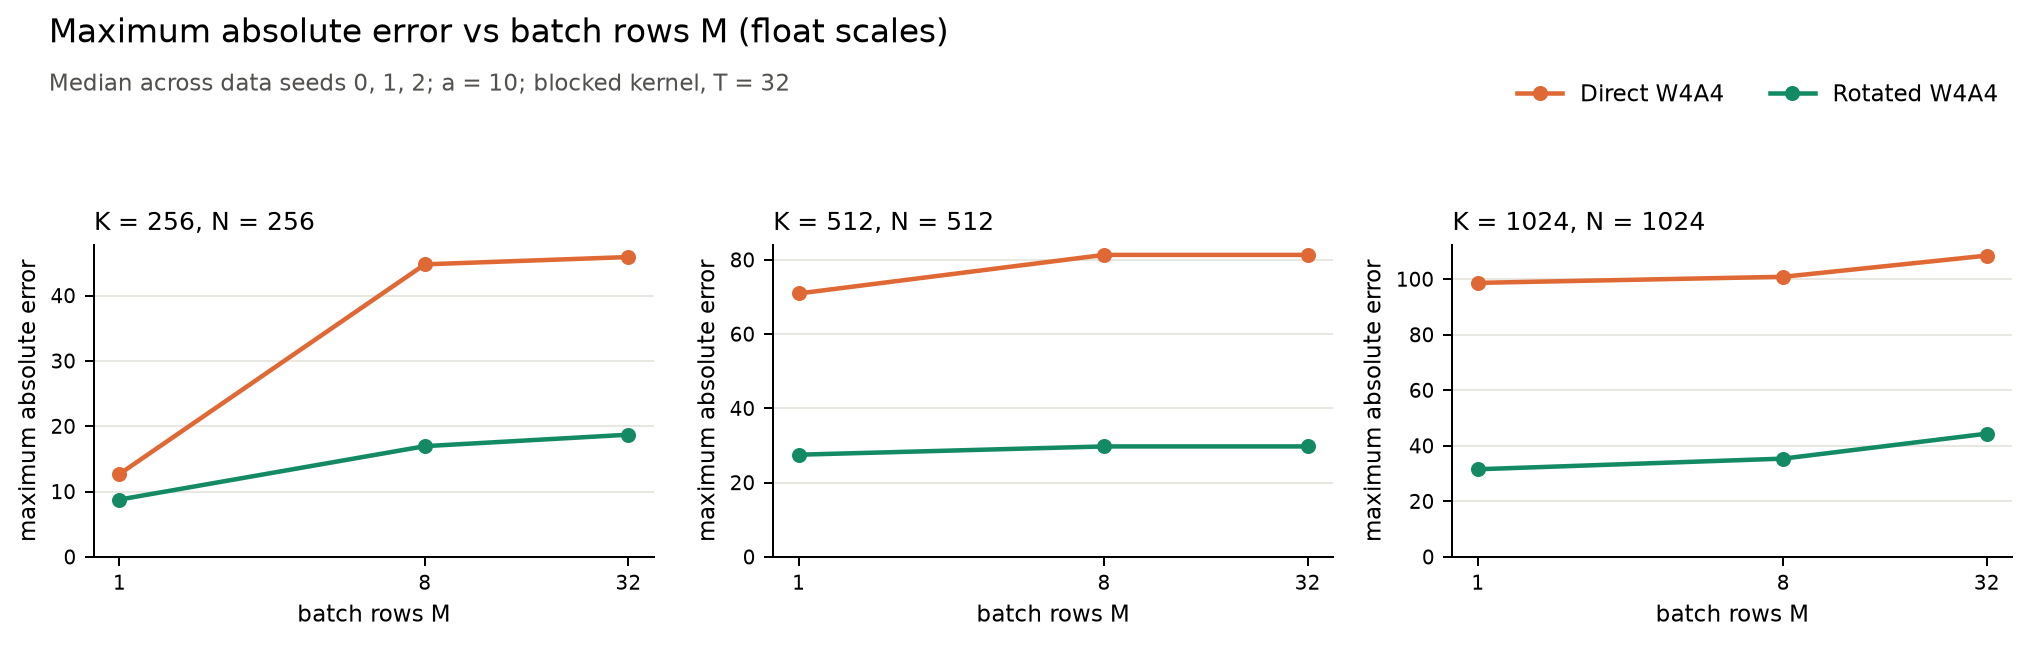 Maximum absolute error vs batch rows M (float scales)
Median across data seeds 0, 1, 2; a = 10; blocked kernel, T = 32
Direct W4A4
Rotated W4A4
K = 256, N = 256
maximum absolute error
40
30
20
10
0
1 8 32
batch rows M
K = 512, N = 512
maximum absolute error
80
60
40
20
0
1 8 32
batch rows M
K = 1024, N = 1024
maximum absolute error
100
80
60
40
20
0
1 8 32
batch rows M